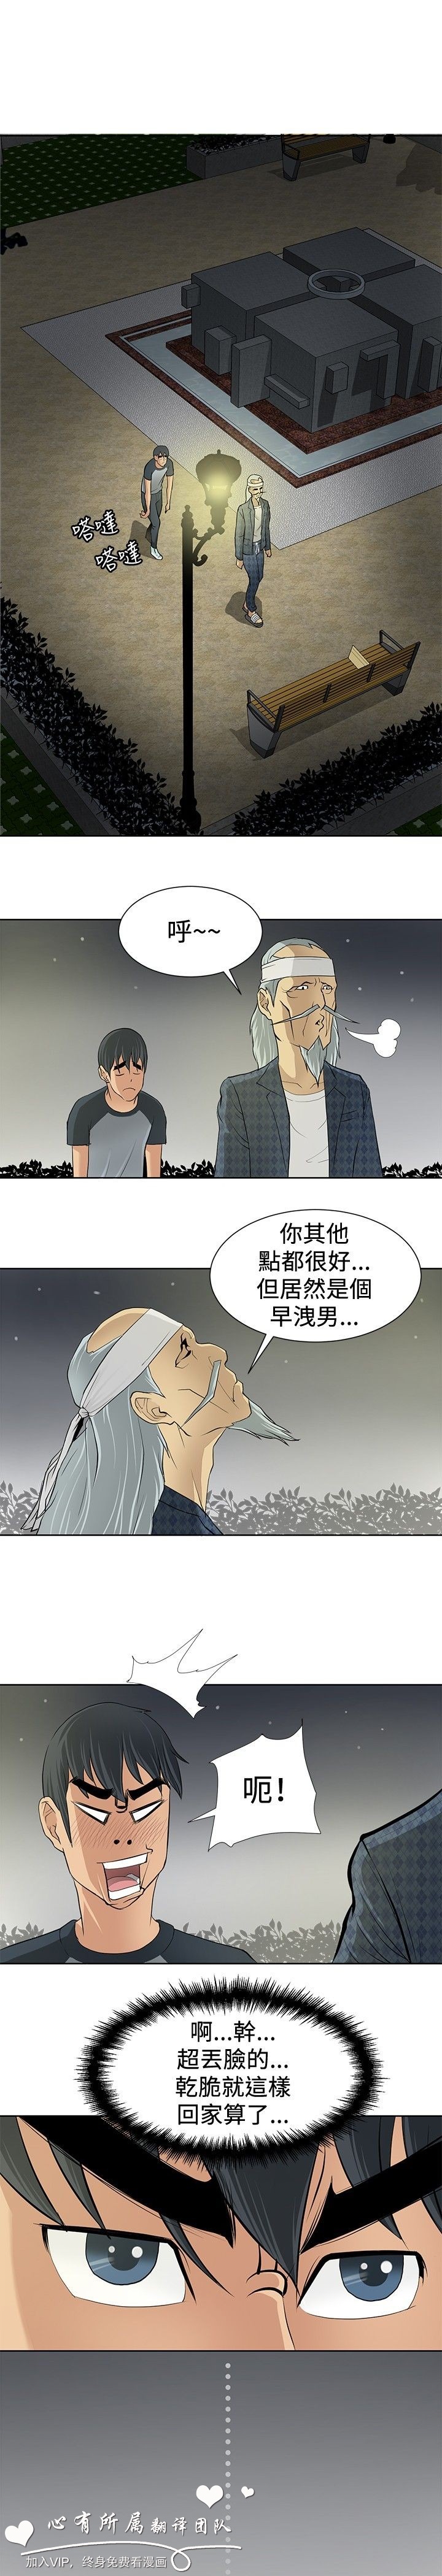 嗒噠
嗒噠
呼~~
你其他
點都很好...
但居然是個
早洩男...
呃!
啊...幹...
超丟臉的...
乾脆就這樣
回家算了...
心有所属翻译团队
加入VIP，终身免费看漫画